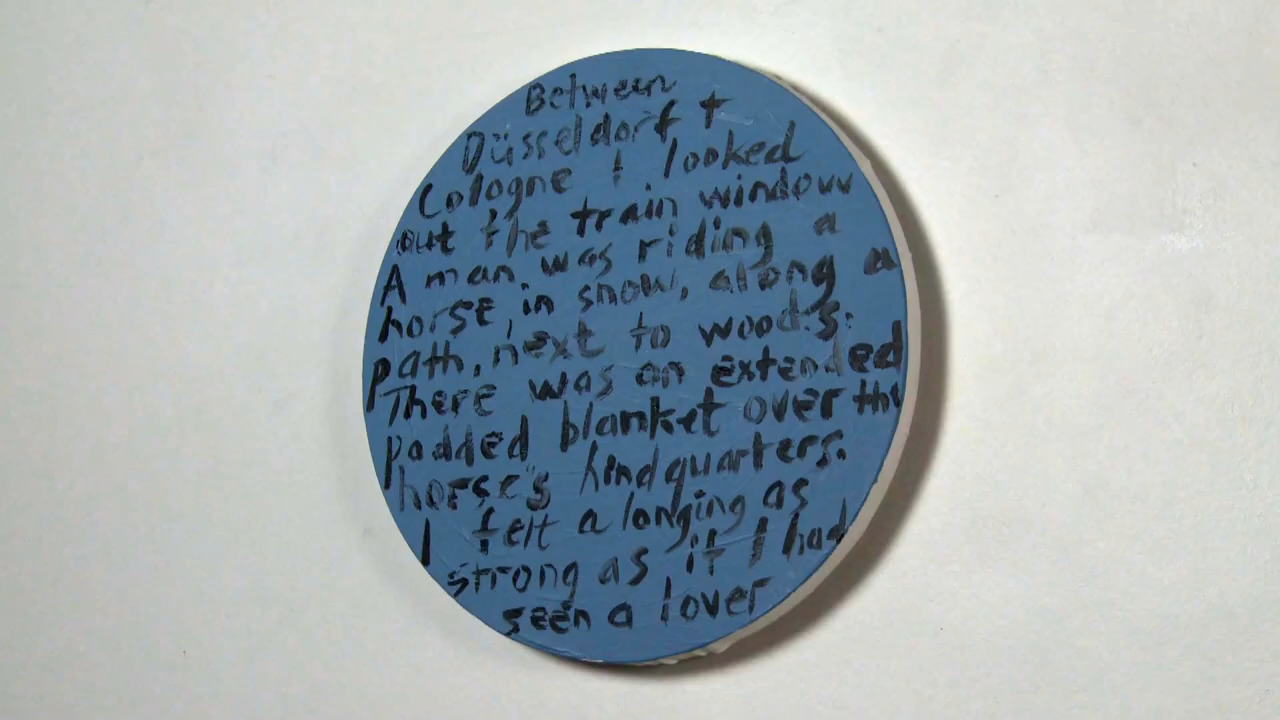 Between
Düsseldorf +
Cologne I looked
out the train window
A man was riding a
horse in snow, along a
path, next to woods.
There was an extended
padded blanket over the
horse's hindquarters.
I felt a longing as
strong as if I had
seen a lover